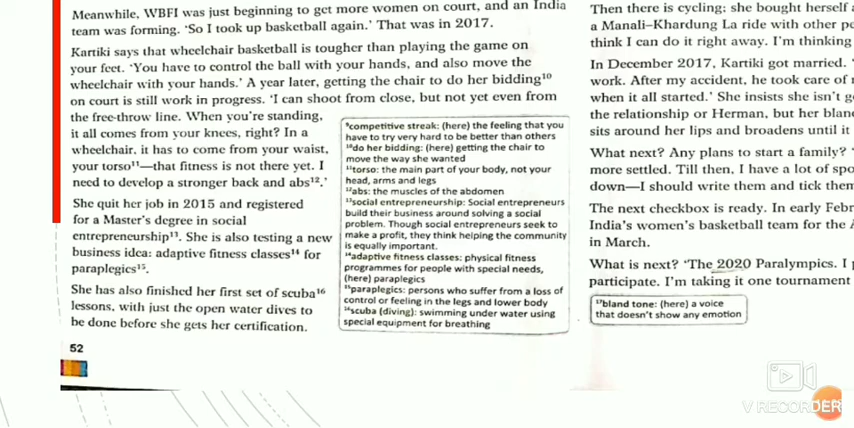 Meanwhile, WBFI was just beginning to get more women on court, and an India
team was forming. 'So I took up basketball again.' That was in 2017.
Kartiki says that wheelchair basketball is tougher than playing the game on
your feet. 'You have to control the ball with your hands, and also move the
wheelchair with your hands.' A year later, getting the chair to do her bidding¹⁰
on court is still work in progress. 'I can shoot from close, but not yet even from
the free-throw line. When you're standing,
it all comes from your knees, right? In a
wheelchair, it has to come from your waist,
your torso¹¹—that fitness is not there yet. I
need to develop a stronger back and abs¹².'
She quit her job in 2015 and registered
for a Master's degree in social
entrepreneurship¹³. She is also testing a new
business idea: adaptive fitness classes¹⁴ for
paraplegics¹⁵.
She has also finished her first set of scuba¹⁶
lessons, with just the open water dives to
be done before she gets her certification.
⁹competitive streak: (here) the feeling that you
have to try very hard to be better than others
¹⁰do her bidding: (here) getting the chair to
move the way she wanted
¹¹torso: the main part of your body, not your
head, arms and legs
¹²abs: the muscles of the abdomen
¹³social entrepreneurship: Social entrepreneurs
build their business around solving a social
problem. Though social entrepreneurs seek to
make a profit, they think helping the community
is equally important.
¹⁴adaptive fitness classes: physical fitness
programmes for people with special needs,
(here) paraplegics
¹⁵paraplegics: persons who suffer from a loss of
control or feeling in the legs and lower body
¹⁶scuba (diving): swimming under water using
special equipment for breathing
52
Then there is cycling; she bought herself
a Manali-Khardung La ride with other
think I can do it right away. I'm thinking
In December 2017, Kartiki got married.
work. After my accident, he took care of
when it all started.' She insists she isn't
the relationship or Herman, but her
sits around her lips and broadens until it
What next? Any plans to start a family?
more settled. Till then, I have a lot of
down—I should write them and tick them
The next checkbox is ready. In early
India's women's basketball team for the
in March.
What is next? 'The 2020 Paralympics. I
participate. I'm taking it one tournament
¹⁷bland tone: (here) a voice
that doesn't show any emotion
V RECORDER